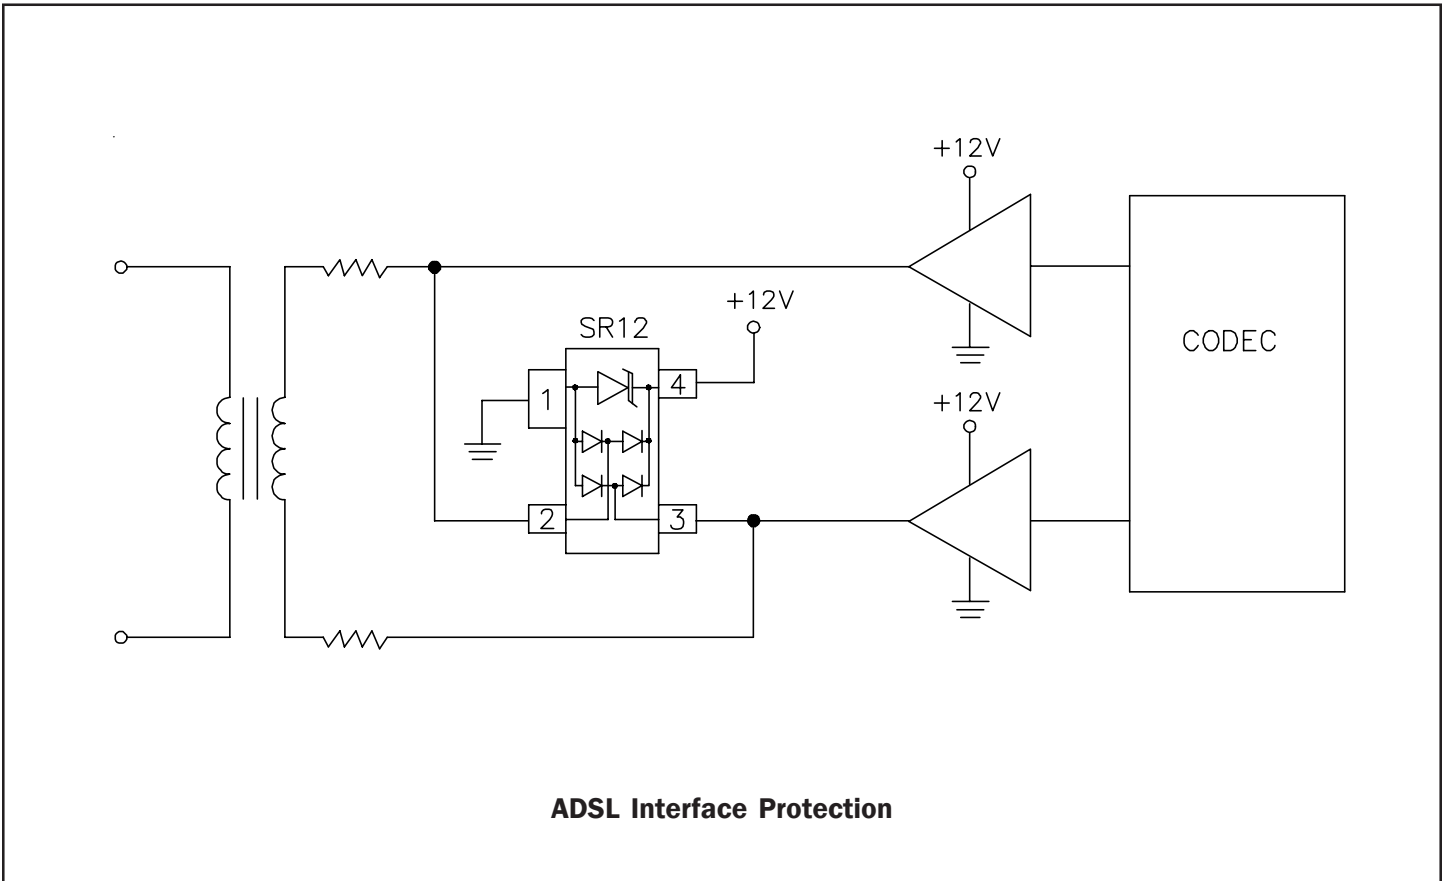 +12V
+12V
SR12
CODEC
1
4
+12V
2
3
ADSL Interface Protection